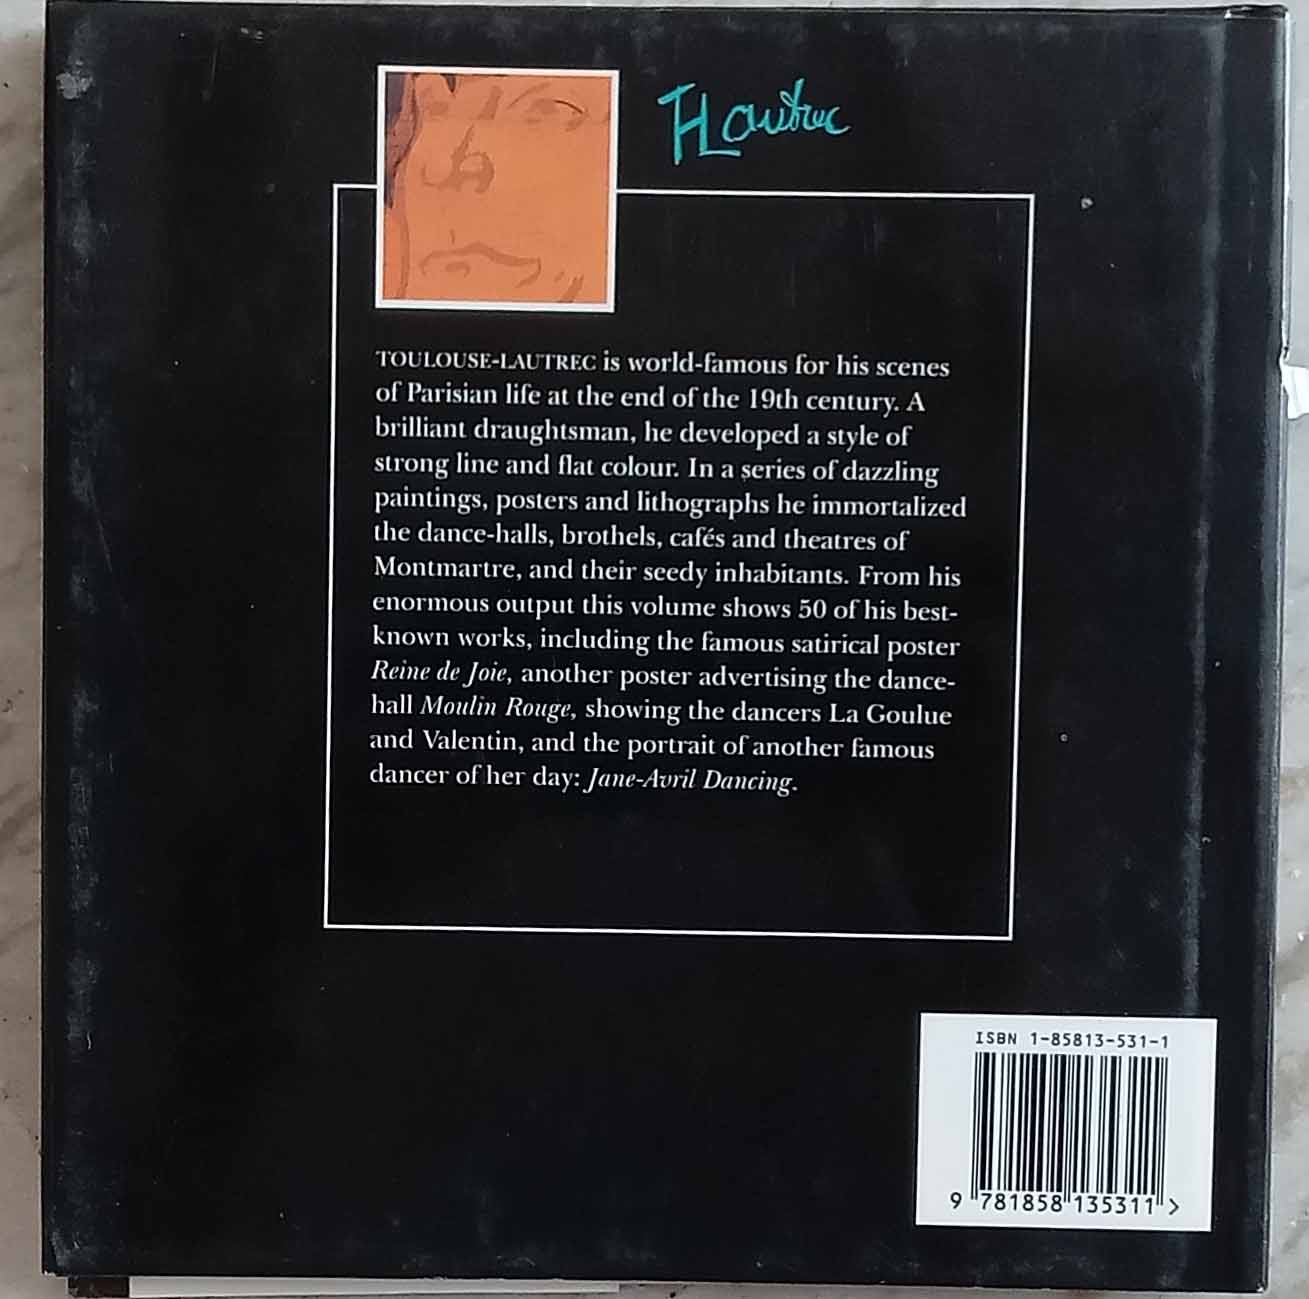 TLautrec
TOULOUSE-LAUTREC is world-famous for his scenes
of Parisian life at the end of the 19th century. A
brilliant draughtsman, he developed a style of
strong line and flat colour. In a series of dazzling
paintings, posters and lithographs he immortalized
the dance-halls, brothels, cafés and theatres of
Montmartre, and their seedy inhabitants. From his
enormous output this volume shows 50 of his best-
known works, including the famous satirical poster
Reine de Joie, another poster advertising the dance-
hall Moulin Rouge, showing the dancers La Goulue
and Valentin, and the portrait of another famous
dancer of her day: Jane-Avril Dancing.
ISBN 1-85813-531-1
9 781858 135311 >